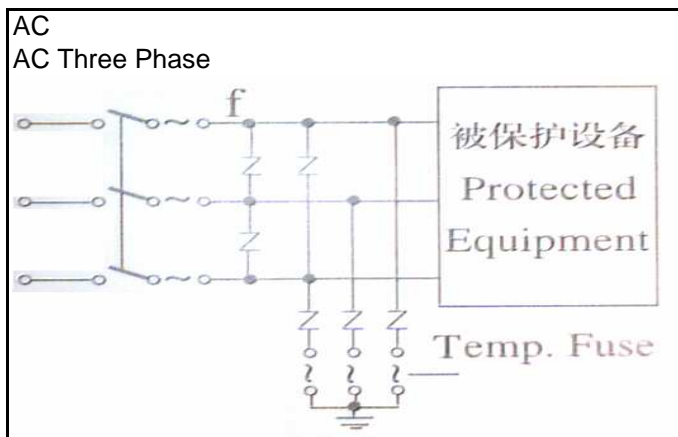 AC
AC Three Phase
f
被保护设备
Protected
Equipment
Temp. Fuse